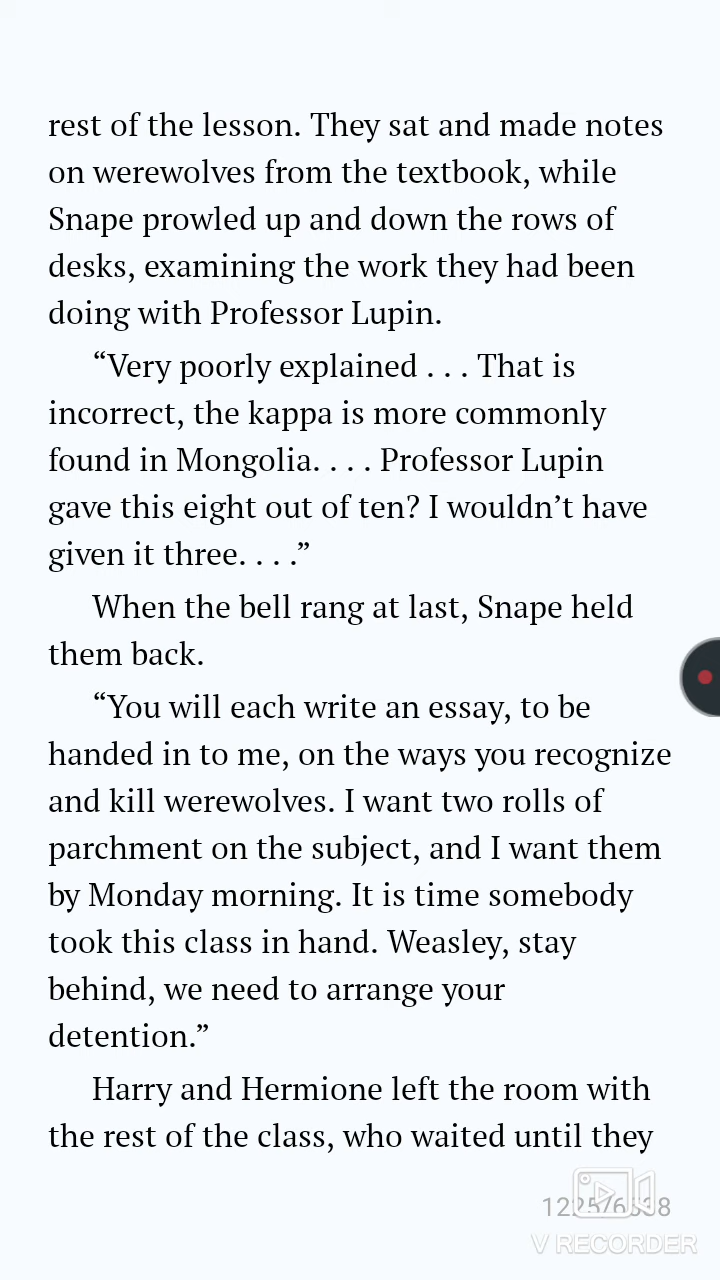 rest of the lesson. They sat and made notes
on werewolves from the textbook, while
Snape prowled up and down the rows of
desks, examining the work they had been
doing with Professor Lupin.
“Very poorly explained . . . That is
incorrect, the kappa is more commonly
found in Mongolia. . . . Professor Lupin
gave this eight out of ten? I wouldn’t have
given it three. . . .”
When the bell rang at last, Snape held
them back.
“You will each write an essay, to be
handed in to me, on the ways you recognize
and kill werewolves. I want two rolls of
parchment on the subject, and I want them
by Monday morning. It is time somebody
took this class in hand. Weasley, stay
behind, we need to arrange your
detention.”
Harry and Hermione left the room with
the rest of the class, who waited until they
V RECORDER